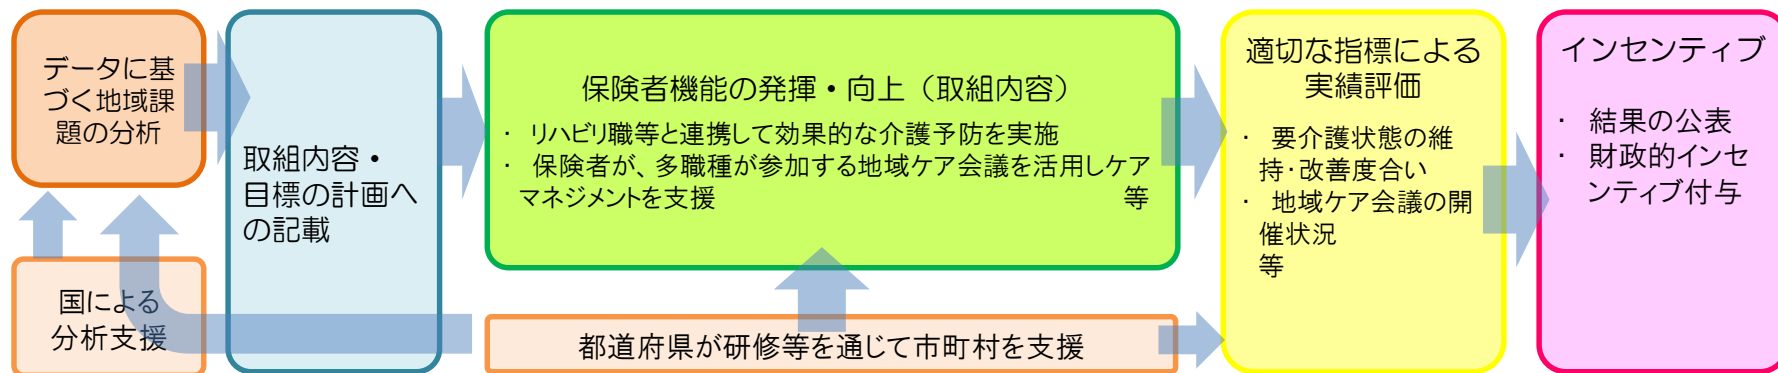 データに基
づく地域課
題の分析
国による
分析支援
取組内容・
目標の計画へ
の記載
保険者機能の発揮・向上（取組内容）
・ リハビリ職等と連携して効果的な介護予防を実施
・ 保険者が、多職種が参加する地域ケア会議を活用しケア
マネジメントを支援 等
都道府県が研修等を通じて市町村を支援
適切な指標による
実績評価
・ 要介護状態の維
持・改善度合い
・ 地域ケア会議の開
催状況
等
インセンティブ
・ 結果の公表
・ 財政的インセ
ンティブ付与